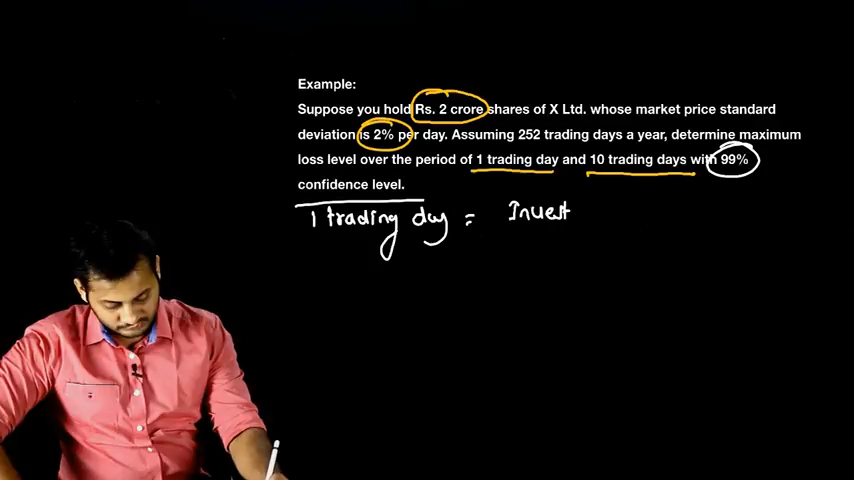 Example:
Suppose you hold Rs. 2 crore shares of X Ltd. whose market price standard
deviation is 2% per day. Assuming 252 trading days a year, determine maximum
loss level over the period of 1 trading day and 10 trading days with 99%
confidence level.
1 trading day = Invest